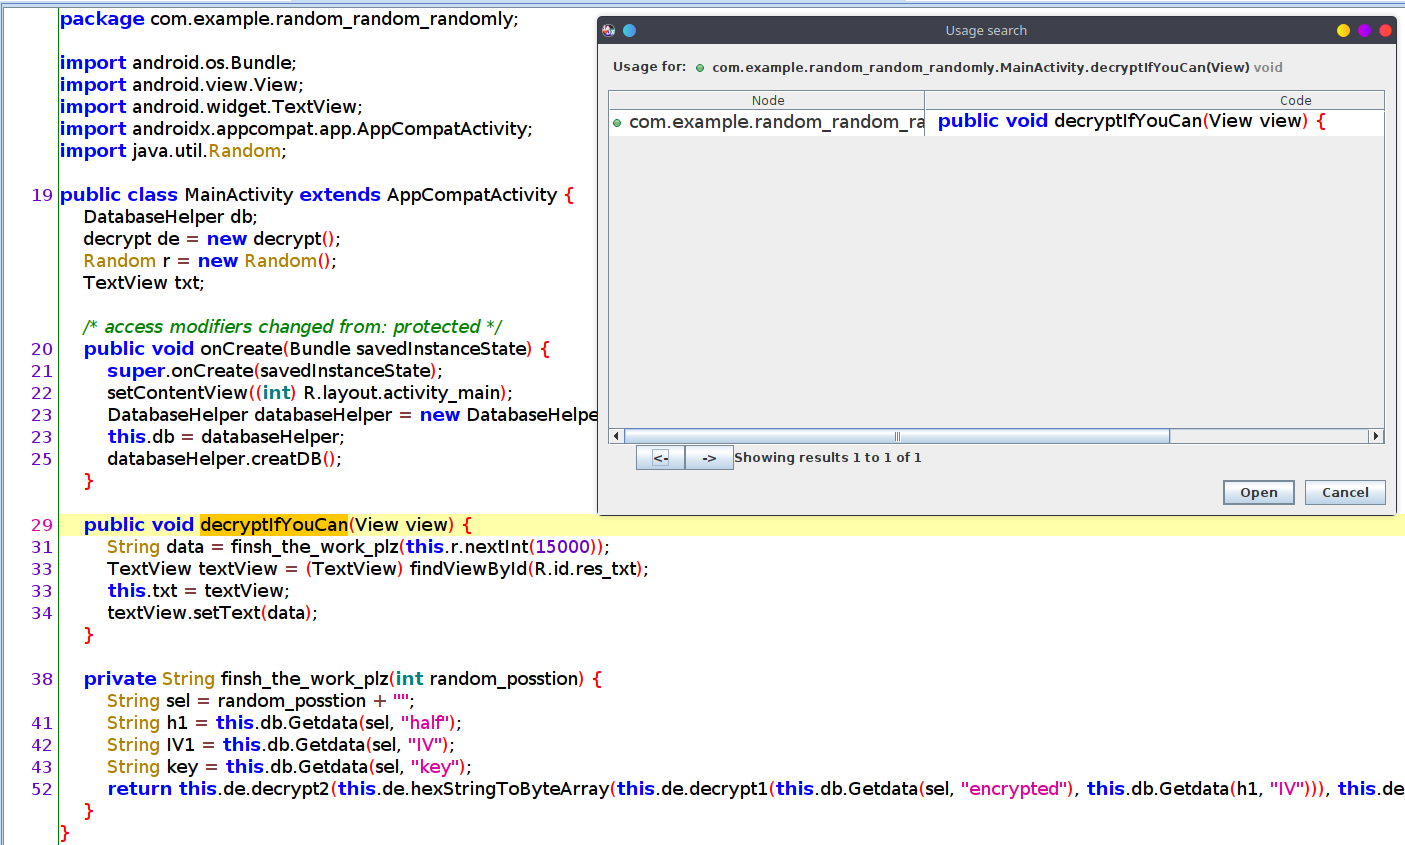 package com.example.random_random_randomly;
import android.os.Bundle;
import android.view.View;
import android.widget.TextView;
import androidx.appcompat.app.AppCompatActivity;
import java.util.Random;
19 public class MainActivity extends AppCompatActivity {
DatabaseHelper db;
decrypt de = new decrypt();
Random r = new Random();
TextView txt;
/* access modifiers changed from: protected */
20 public void onCreate(Bundle savedInstanceState) {
21 super.onCreate(savedInstanceState);
22 setContentView((int) R.layout.activity_main);
23 DatabaseHelper databaseHelper = new DatabaseHelpe
23 this.db = databaseHelper;
25 databaseHelper.creatDB();
}
29 public void decryptIfYouCan(View view) {
31 String data = finsh_the_work_plz(this.r.nextInt(15000));
33 TextView textView = (TextView) findViewById(R.id.res_txt);
33 this.txt = textView;
34 textView.setText(data);
}
38 private String finsh_the_work_plz(int random_posstion) {
String sel = random_posstion + "";
41 String h1 = this.db.Getdata(sel, "half");
42 String IV1 = this.db.Getdata(sel, "IV");
43 String key = this.db.Getdata(sel, "key");
52 return this.de.decrypt2(this.de.hexStringToByteArray(this.de.decrypt1(this.db.Getdata(sel, "encrypted"), this.db.Getdata(h1, "IV"))), this.de
}
}
Usage search
Usage for: com.example.random_random_randomly.MainActivity.decryptIfYouCan(View) void
Node Code
com.example.random_random_ra public void decryptIfYouCan(View view) {
<- -> Showing results 1 to 1 of 1
Open Cancel